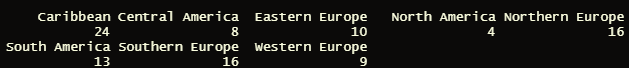 Caribbean Central America Eastern Europe North America Northern Europe
24 8 10 4 16
South America Southern Europe Western Europe
13 16 9